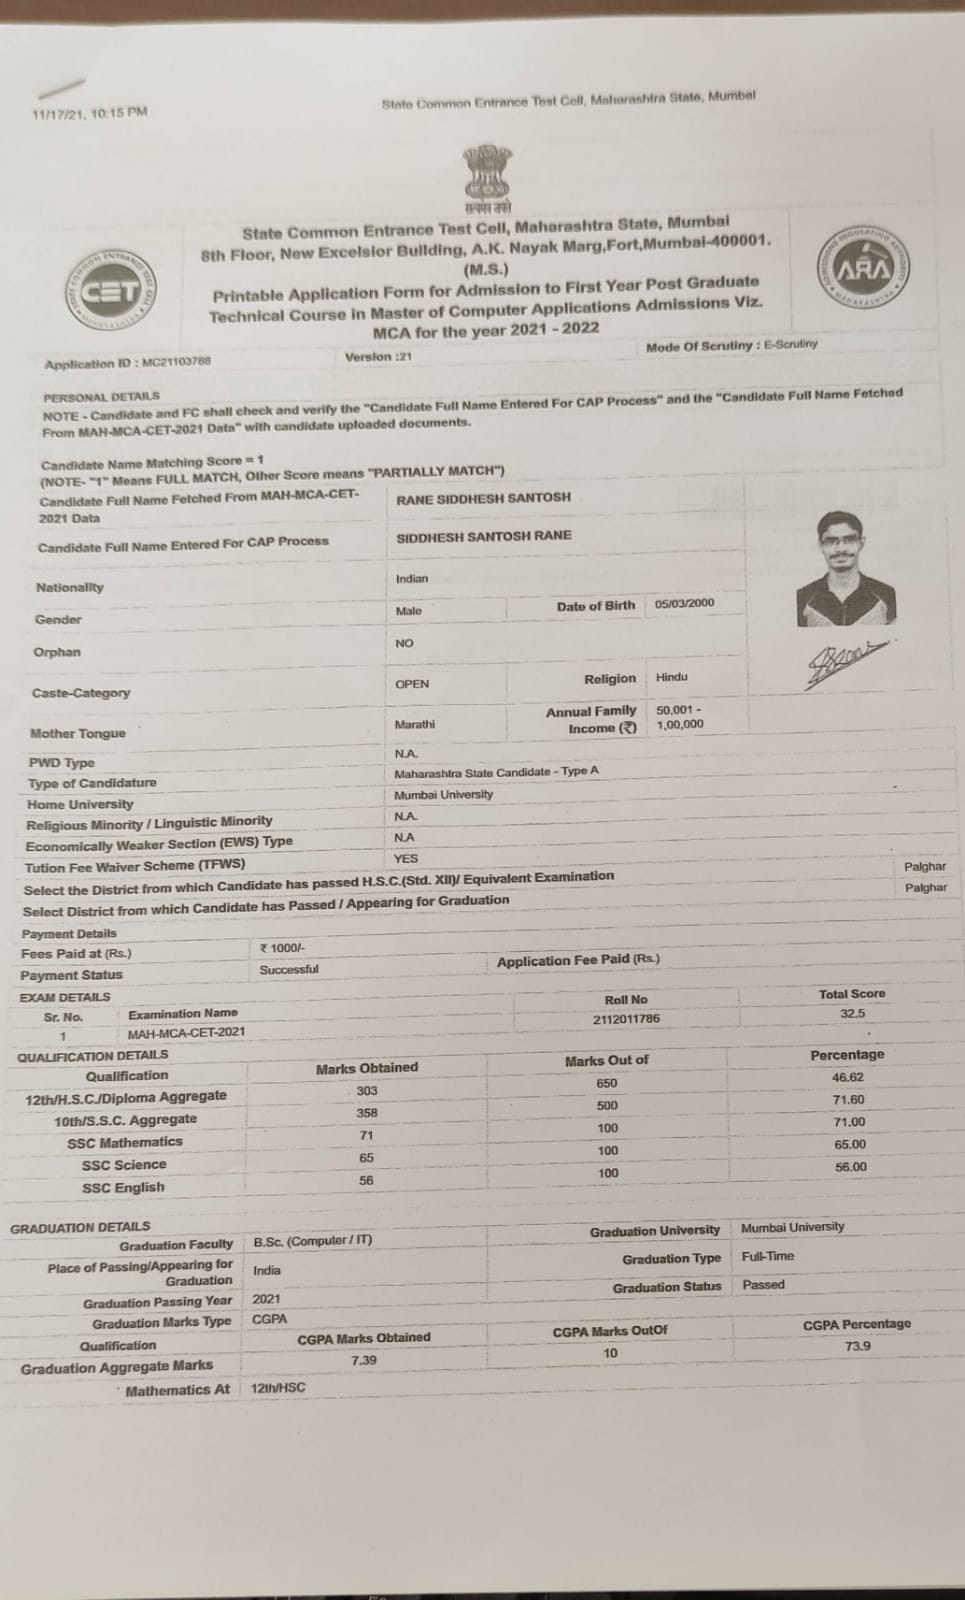 11/17/21, 10:15 PM
State Common Entrance Test Cell, Maharashtra State, Mumbai
सत्यमेव जयते
State Common Entrance Test Cell, Maharashtra State, Mumbai
8th Floor, New Excelsior Building, A.K. Nayak Marg,Fort,Mumbai-400001.
(M.S.)
Printable Application Form for Admission to First Year Post Graduate
Technical Course in Master of Computer Applications Admissions Viz.
MCA for the year 2021 - 2022
CET
ARA
Application ID : MC21103788 Version :21 Mode Of Scrutiny : E-Scrutiny
PERSONAL DETAILS
NOTE - Candidate and FC shall check and verify the "Candidate Full Name Entered For CAP Process" and the "Candidate Full Name Fetched
From MAH-MCA-CET-2021 Data" with candidate uploaded documents.
Candidate Name Matching Score = 1
(NOTE- "1" Means FULL MATCH, Other Score means "PARTIALLY MATCH")
Candidate Full Name Fetched From MAH-MCA-CET-
2021 Data
RANE SIDDHESH SANTOSH
Candidate Full Name Entered For CAP Process SIDDHESH SANTOSH RANE
Nationality Indian
Gender Male Date of Birth 05/03/2000
Orphan NO
Caste-Category OPEN Religion Hindu
Mother Tongue Marathi Annual Family
Income (₹)
50,001 -
1,00,000
PWD Type N.A.
Type of Candidature Maharashtra State Candidate - Type A
Home University Mumbai University
Religious Minority / Linguistic Minority N.A.
Economically Weaker Section (EWS) Type N.A
Tution Fee Waiver Scheme (TFWS) YES
Select the District from which Candidate has passed H.S.C.(Std. XII)/ Equivalent Examination Palghar
Select District from which Candidate has Passed / Appearing for Graduation Palghar
Payment Details
Fees Paid at (Rs.) ₹ 1000/- Application Fee Paid (Rs.)
Payment Status Successful
EXAM DETAILS
Sr. No. Examination Name Roll No Total Score
1 MAH-MCA-CET-2021 2112011786 32.5
QUALIFICATION DETAILS
Qualification Marks Obtained Marks Out of Percentage
12th/H.S.C./Diploma Aggregate 303 650 46.62
10th/S.S.C. Aggregate 358 500 71.60
SSC Mathematics 71 100 71.00
SSC Science 65 100 65.00
SSC English 56 100 56.00
GRADUATION DETAILS
Graduation Faculty B.Sc. (Computer / IT) Graduation University Mumbai University
Place of Passing/Appearing for
Graduation
India Graduation Type Full-Time
Graduation Passing Year 2021 Graduation Status Passed
Graduation Marks Type CGPA
Qualification CGPA Marks Obtained CGPA Marks OutOf CGPA Percentage
Graduation Aggregate Marks 7.39 10 73.9
Mathematics At 12th/HSC